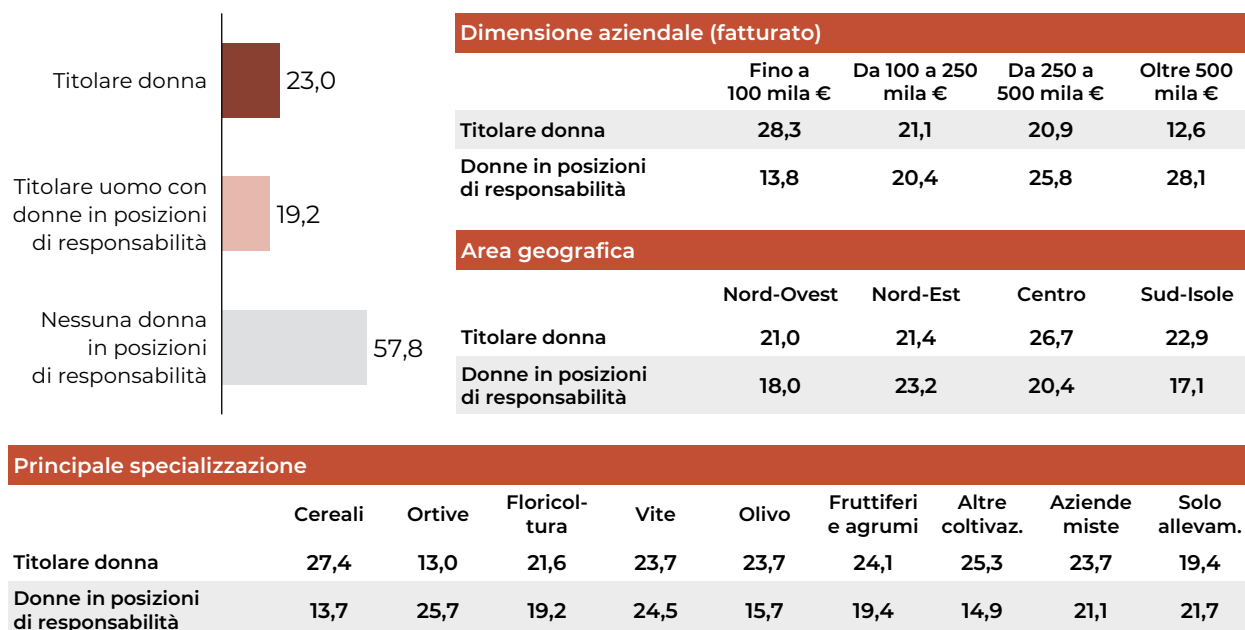 Titolare donna
23,0
Titolare uomo con
donne in posizioni
di responsabilità
19,2
Nessuna donna
in posizioni
di responsabilità
57,8
Dimensione aziendale (fatturato)
Fino a 100 mila € Da 100 a 250 mila € Da 250 a 500 mila € Oltre 500 mila €
Titolare donna 28,3 21,1 20,9 12,6
Donne in posizioni
di responsabilità 13,8 20,4 25,8 28,1
Area geografica
Nord-Ovest Nord-Est Centro Sud-Isole
Titolare donna 21,0 21,4 26,7 22,9
Donne in posizioni
di responsabilità 18,0 23,2 20,4 17,1
Principale specializzazione
Cereali Ortive Floricol-tura Vite Olivo Fruttiferi e agrumi Altre coltivaz. Aziende miste Solo allevam.
Titolare donna 27,4 13,0 21,6 23,7 23,7 24,1 25,3 23,7 19,4
Donne in posizioni
di responsabilità 13,7 25,7 19,2 24,5 15,7 19,4 14,9 21,1 21,7